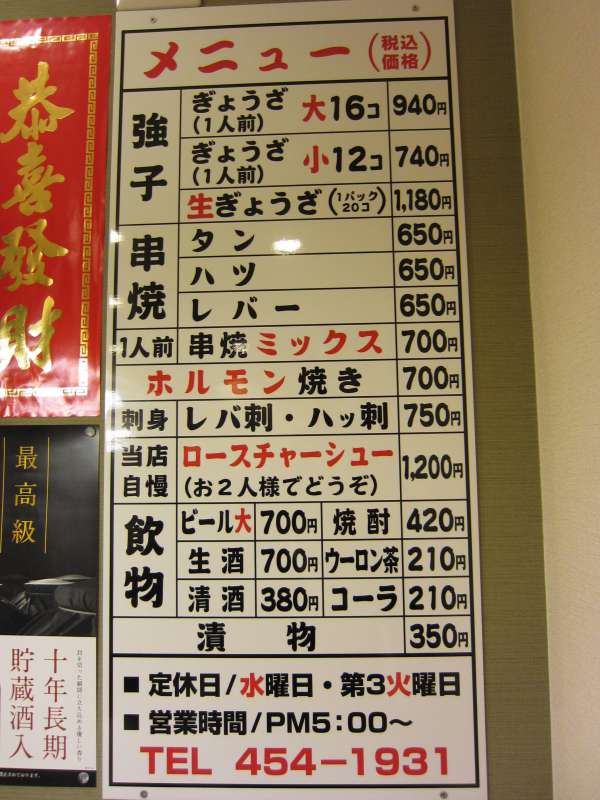 メニュー(税込価格)
強子
ぎょうざ(1人前) 大16コ 940円
ぎょうざ(1人前) 小12コ 740円
生ぎょうざ(1パック20コ) 1,180円
串焼
タン 650円
ハツ 650円
レバー 650円
1人前 串焼ミックス 700円
ホルモン焼き 700円
刺身 レバ刺・ハッ刺 750円
当店自慢 ロースチャーシュー(お2人様でどうぞ) 1,200円
飲物
ビール大 700円 焼酎 420円
生酒 700円 ウーロン茶 210円
清酒 380円 コーラ 210円
漬物 350円
■定休日/水曜日・第3火曜日
■営業時間/PM5:00〜
TEL 454-1931
恭喜發財
最高級
十年長期
貯蔵酒入